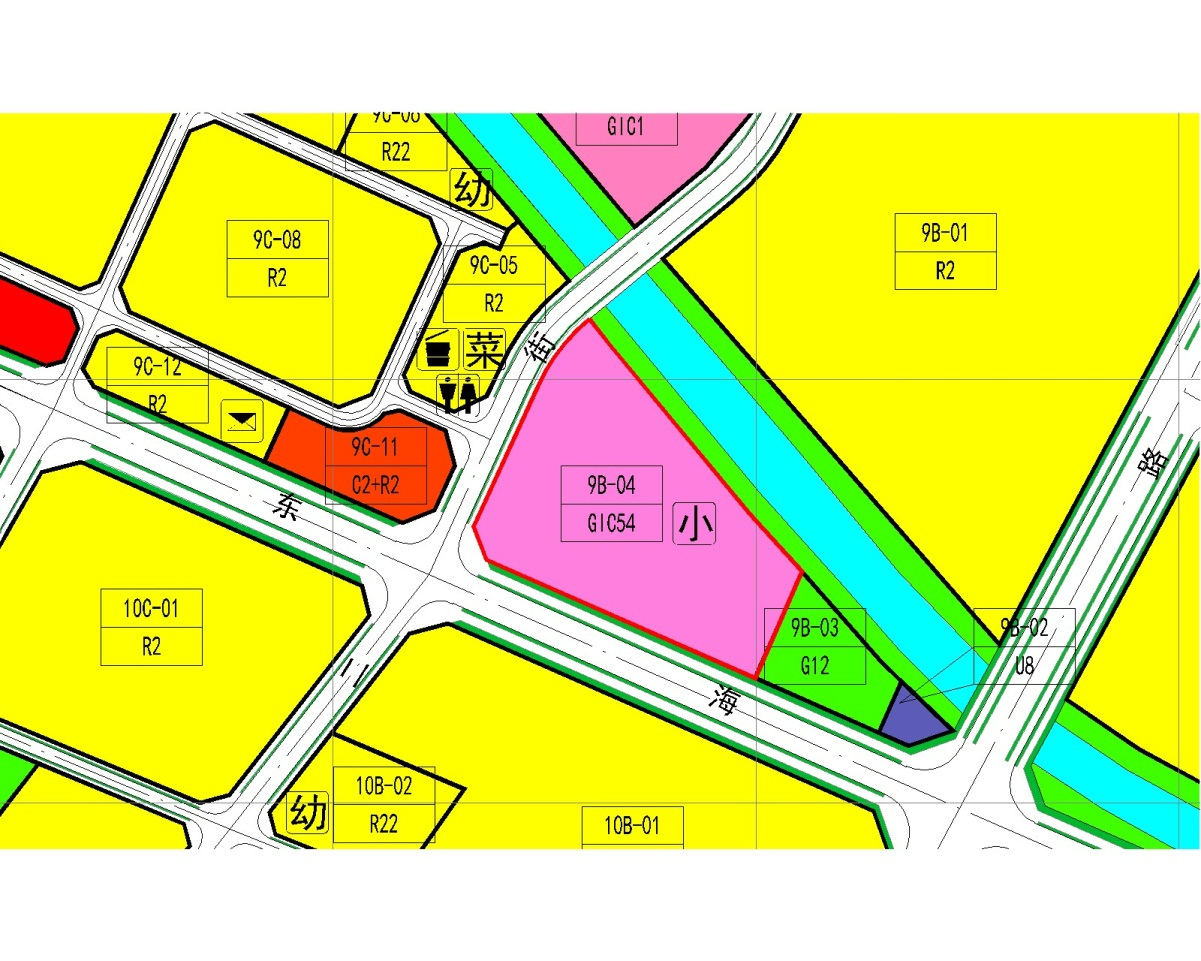 9C-06
R22
GIC1
幼
9C-08
R2
9B-01
R2
9C-05
R2
街
菜
9C-12
R2
9C-11
C2+R2
路
9B-04
GIC54
小
东
10C-01
R2
9B-03
G12
9B-02
U8
二
海
10B-02
R22
幼
10B-01